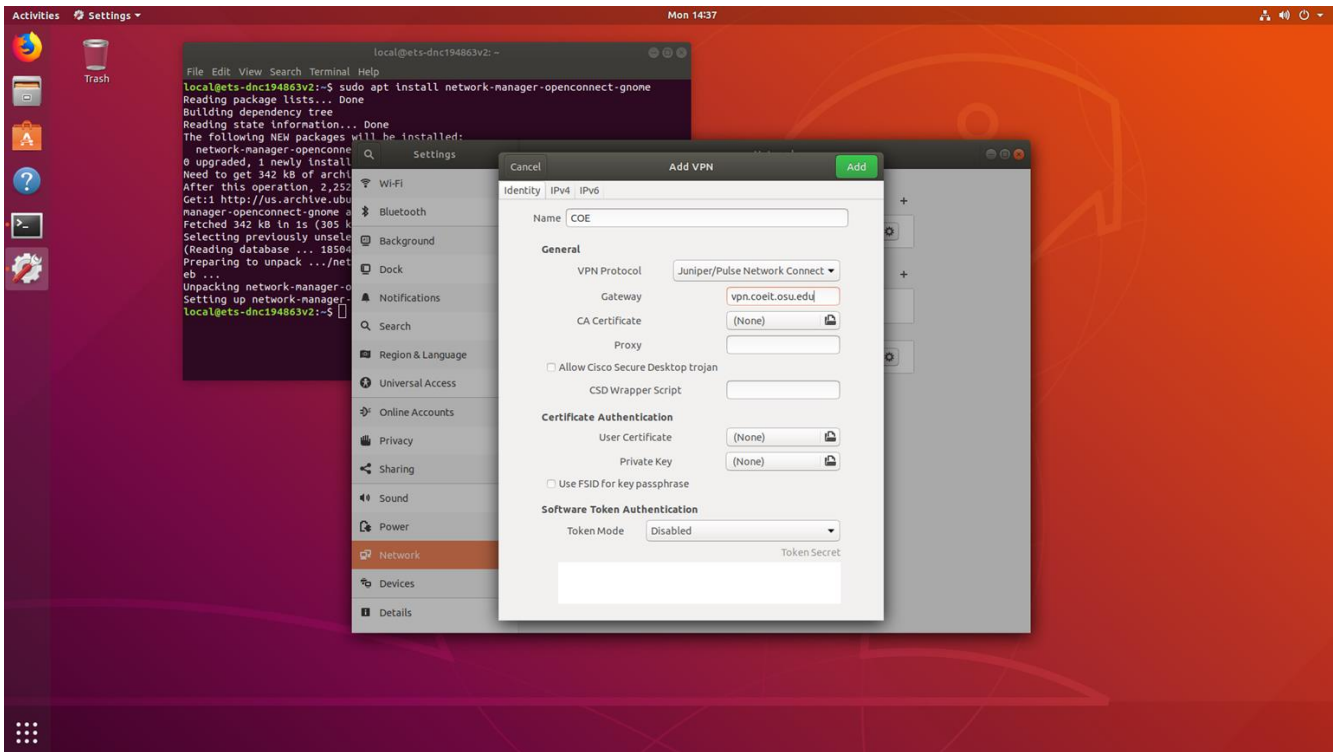 Activities
Settings
Mon 14:37
Trash
local@ets-dnc194863v2: ~
File Edit View Search Terminal Help
local@ets-dnc194863v2:~$ sudo apt install network-manager-openconnect-gnome
Reading package lists... Done
Building dependency tree
Reading state information... Done
The following NEW packages will be installed:
network-manager-openconne
0 upgraded, 1 newly install
Need to get 342 kB of archi
After this operation, 2,252
Get:1 http://us.archive.ubu
manager-openconnect-gnome a
Fetched 342 kB in 1s (305 k
Selecting previously unsele
(Reading database ... 18504
Preparing to unpack .../net
eb ...
Unpacking network-manager-o
Setting up network-manager-
local@ets-dnc194863v2:~$
Settings
Wi-Fi
Bluetooth
Background
Dock
Notifications
Search
Region & Language
Universal Access
Online Accounts
Privacy
Sharing
Sound
Power
Network
Devices
Details
Cancel
Add VPN
Add
Identity IPv4 IPv6
Name COE
General
VPN Protocol Juniper/Pulse Network Connect
Gateway vpn.coeit.osu.edu
CA Certificate (None)
Proxy
Allow Cisco Secure Desktop trojan
CSD Wrapper Script
Certificate Authentication
User Certificate (None)
Private Key (None)
Use FSID for key passphrase
Software Token Authentication
Token Mode Disabled
Token Secret